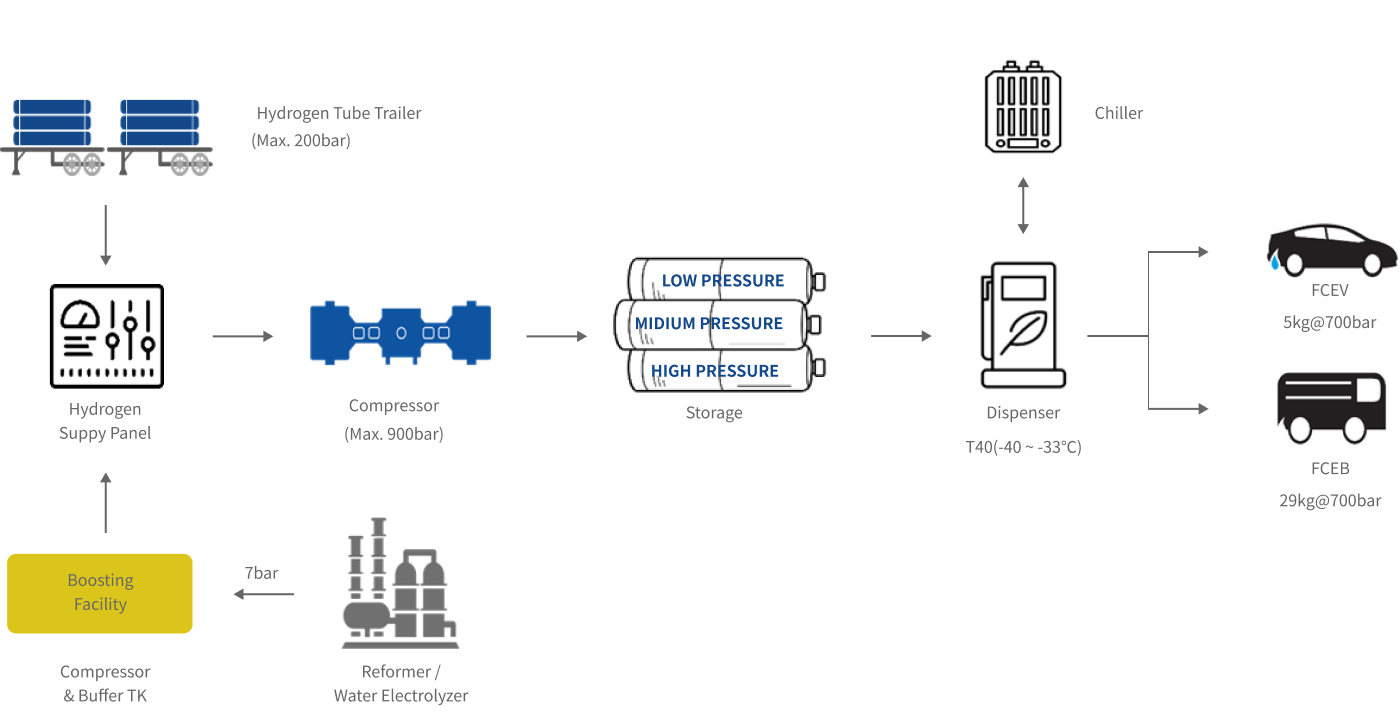 Hydrogen Tube Trailer
(Max. 200bar)
Chiller
LOW PRESSURE
MIDIUM PRESSURE
HIGH PRESSURE
FCEV
5kg@700bar
Hydrogen
Suppy Panel
Compressor
(Max. 900bar)
Storage
Dispenser
T40(-40 ~ -33℃)
FCEB
29kg@700bar
Boosting
Facility
7bar
Compressor
& Buffer TK
Reformer /
Water Electrolyzer